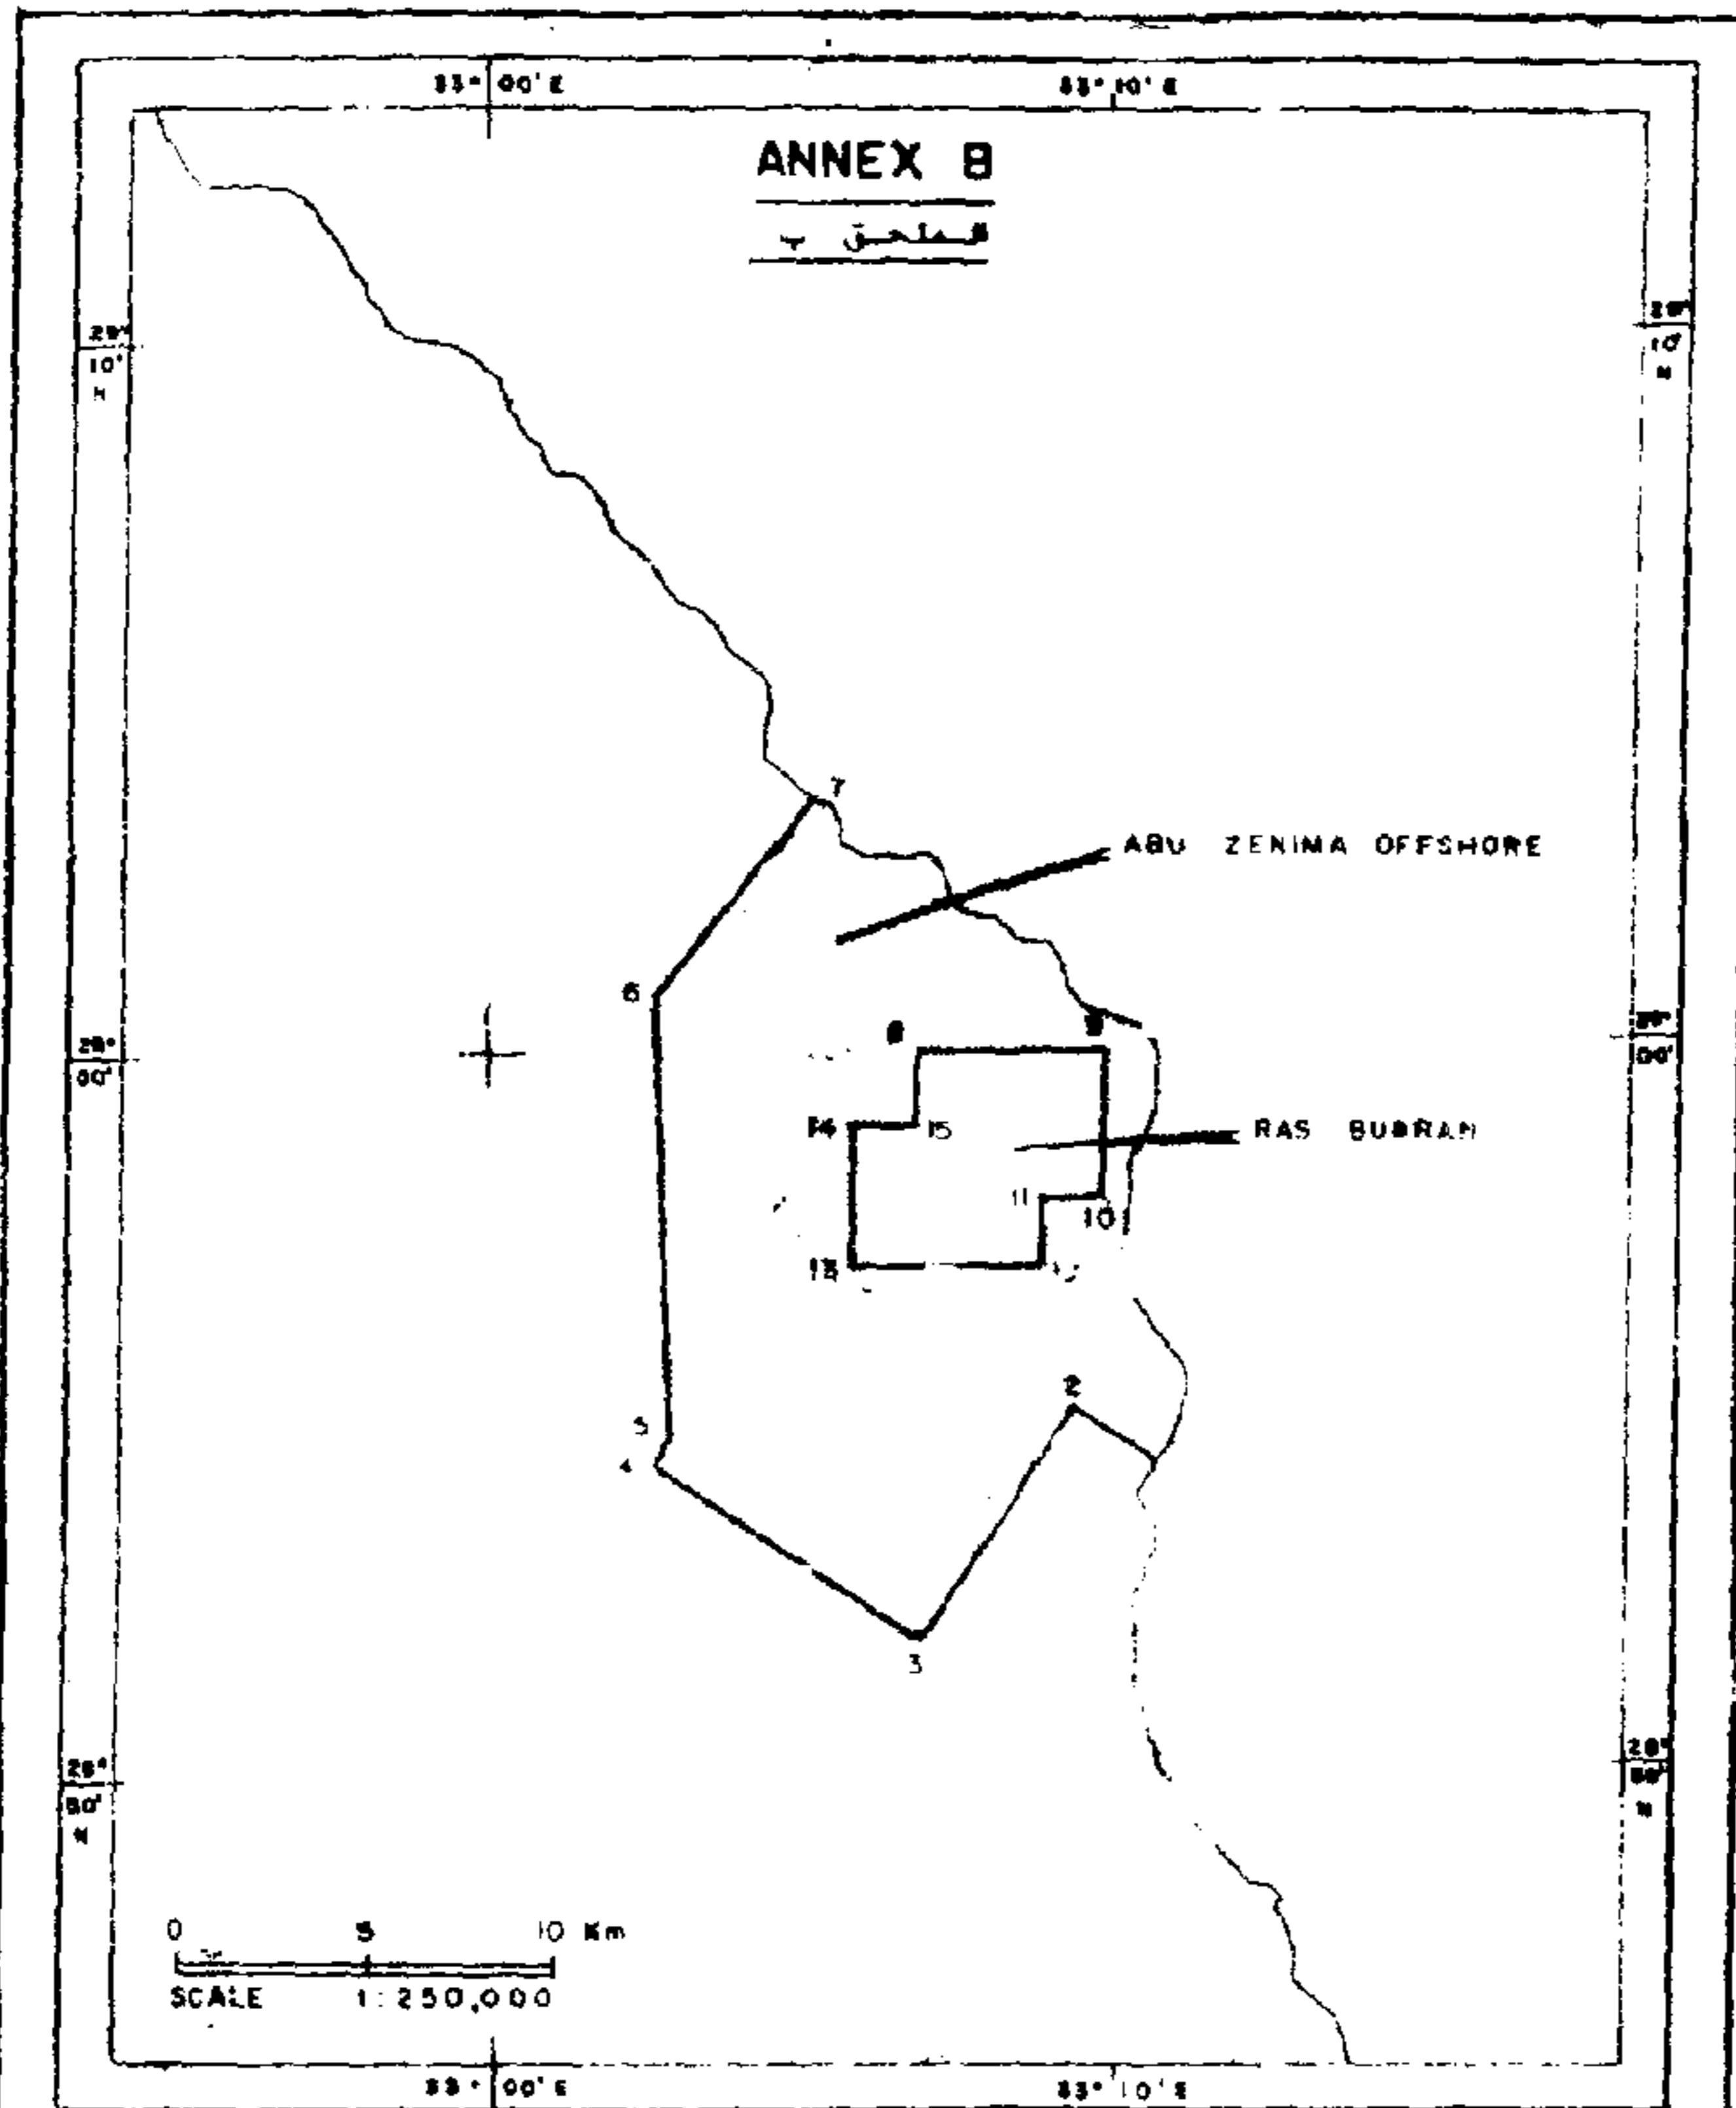 33° 00' E
33° 10' E
ANNEX B
الملحق ب
29°
10'
N
29°
10'
N
7
ABU ZENIMA OFFSHORE
6
8
9
29°
00'
29°
00'
14
15
RAS BUDRAN
11
10
13
12
2
5
4
3
28°
50'
N
28°
50'
N
0 5 10 Km
SCALE 1:250,000
33° 00' E
33° 10' E